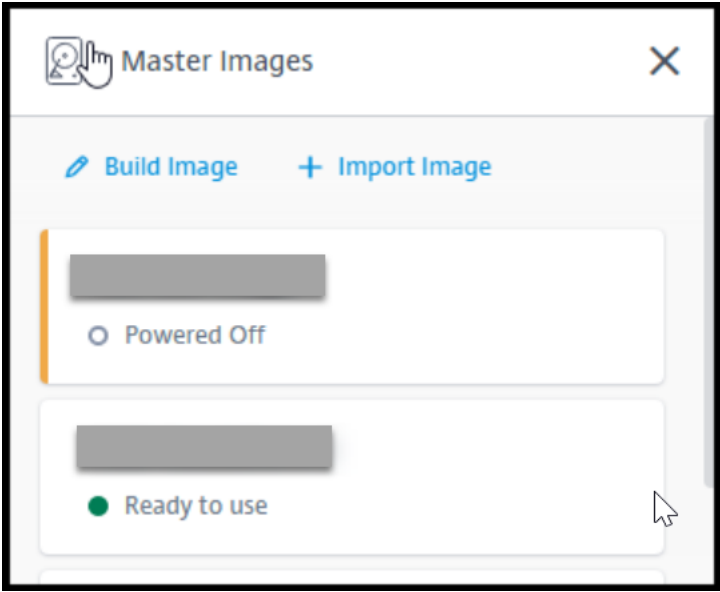 Master Images
Build Image
Import Image
Powered Off
Ready to use